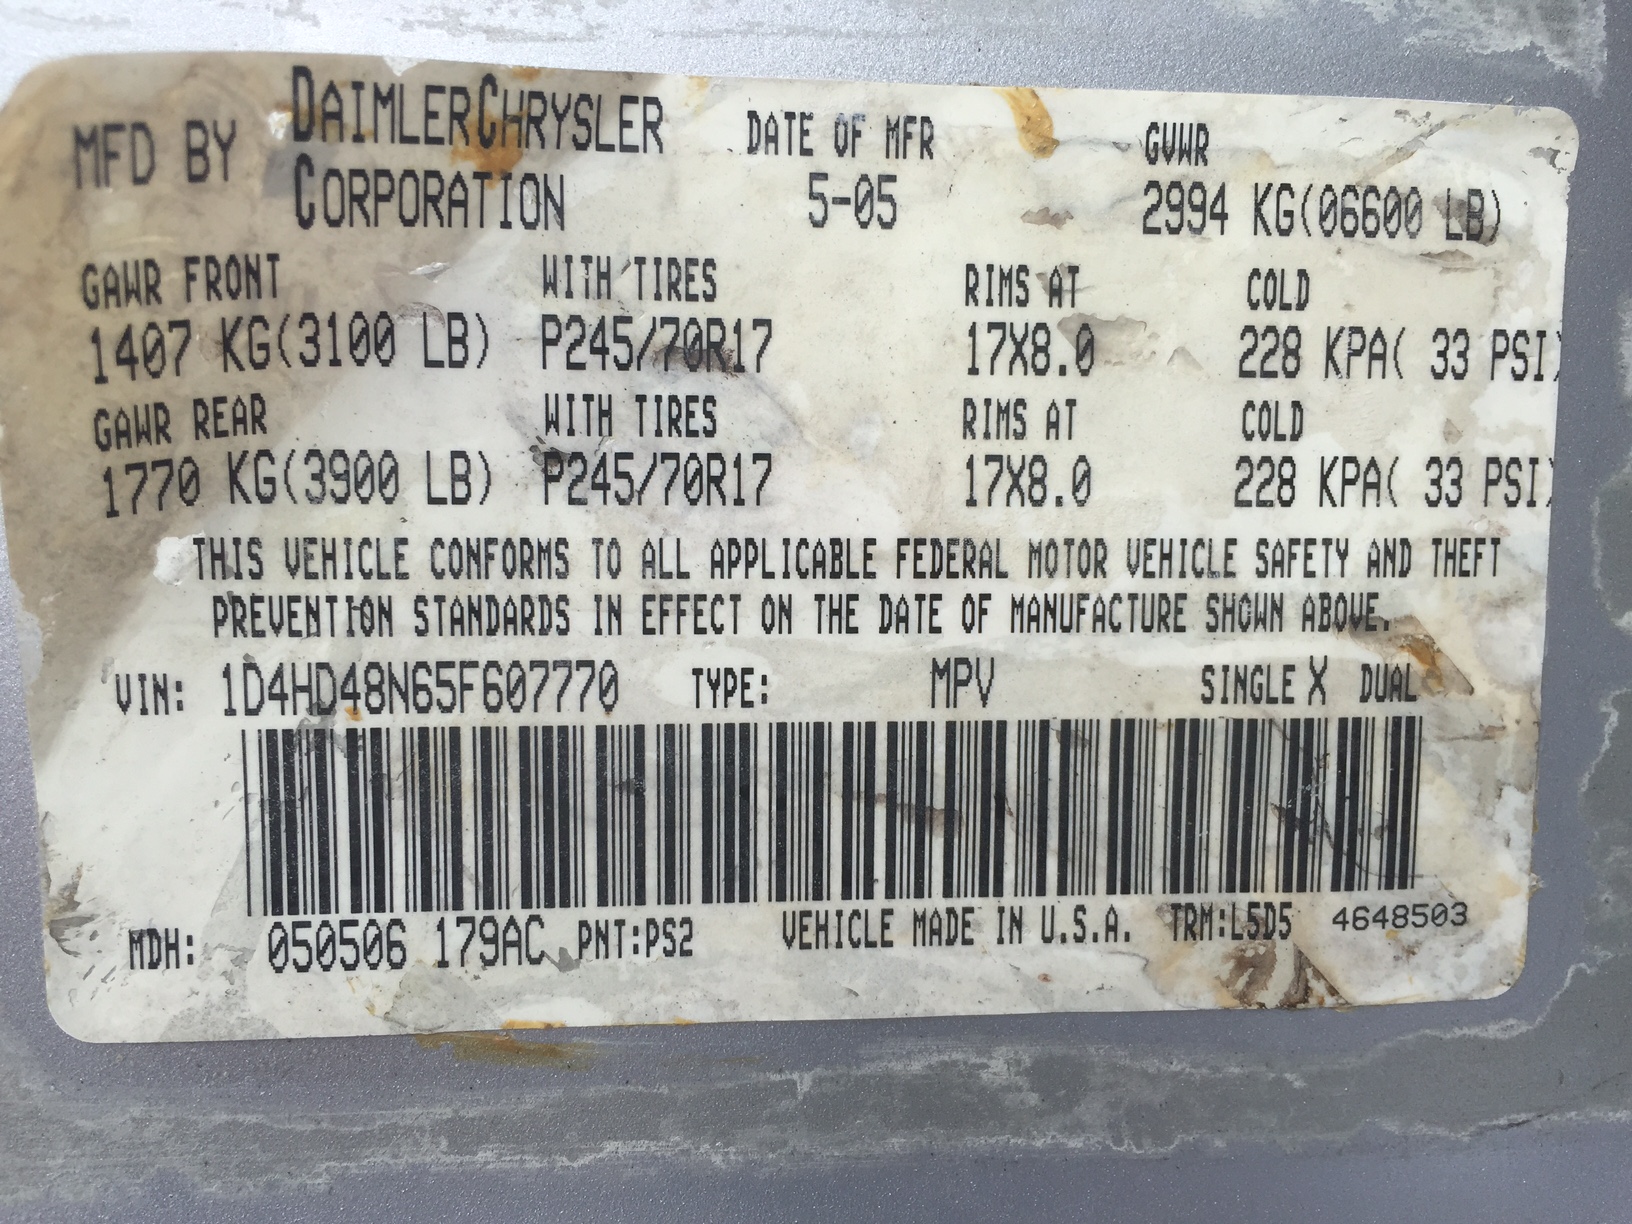 MFD BY DAIMLERCHRYSLER CORPORATION DATE OF MFR 5-05 GVWR 2994 KG(06600 LB)
GAWR FRONT WITH TIRES RIMS AT COLD
1407 KG(3100 LB) P245/70R17 17X8.0 228 KPA( 33 PSI)
GAWR REAR WITH TIRES RIMS AT COLD
1770 KG(3900 LB) P245/70R17 17X8.0 228 KPA( 33 PSI)
THIS VEHICLE CONFORMS TO ALL APPLICABLE FEDERAL MOTOR VEHICLE SAFETY AND THEFT
PREVENTION STANDARDS IN EFFECT ON THE DATE OF MANUFACTURE SHOWN ABOVE.
VIN: 1D4HD48N65F607770 TYPE: MPV SINGLE X DUAL
MDH: 050506 179AC PNT:PS2 VEHICLE MADE IN U.S.A. TRM:L5D5 4648503